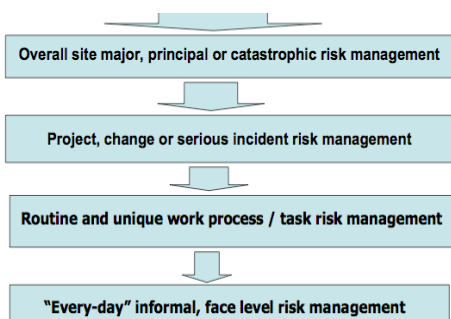 Overall site major, principal or catastrophic risk management
Project, change or serious incident risk management
Routine and unique work process / task risk management
“Every-day” informal, face level risk management